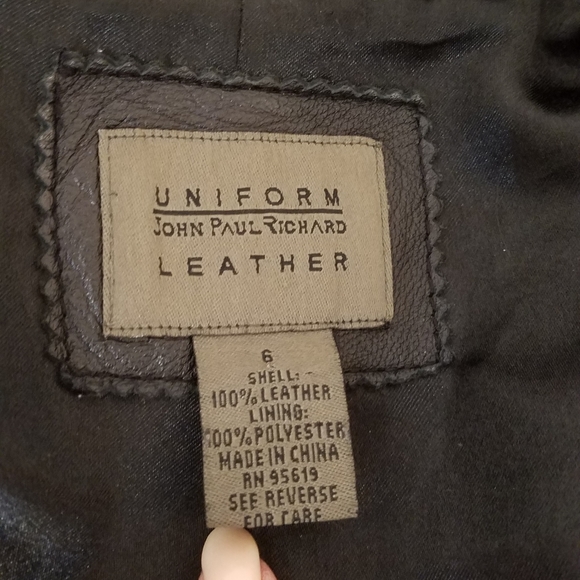 UNIFORM
JOHN PAUL RICHARD
LEATHER
6
SHELL:
100% LEATHER
LINING:
100% POLYESTER
MADE IN CHINA
RN 95619
SEE REVERSE
FOR CARE